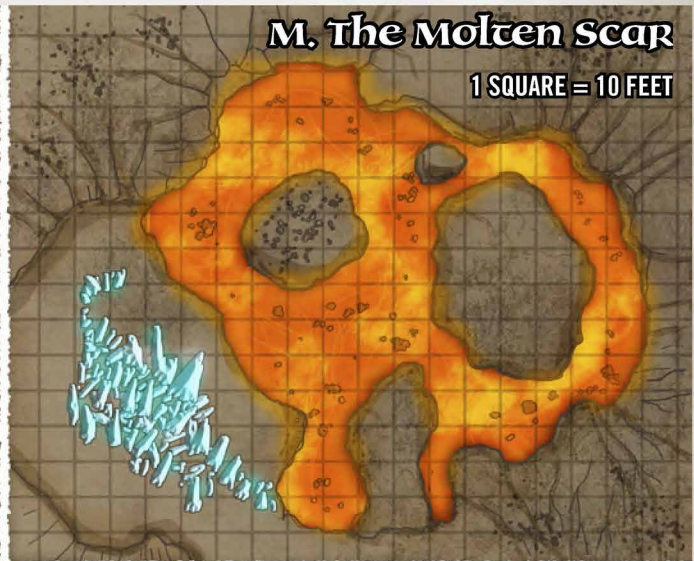 M. The Molten Scar
1 SQUARE = 10 FEET